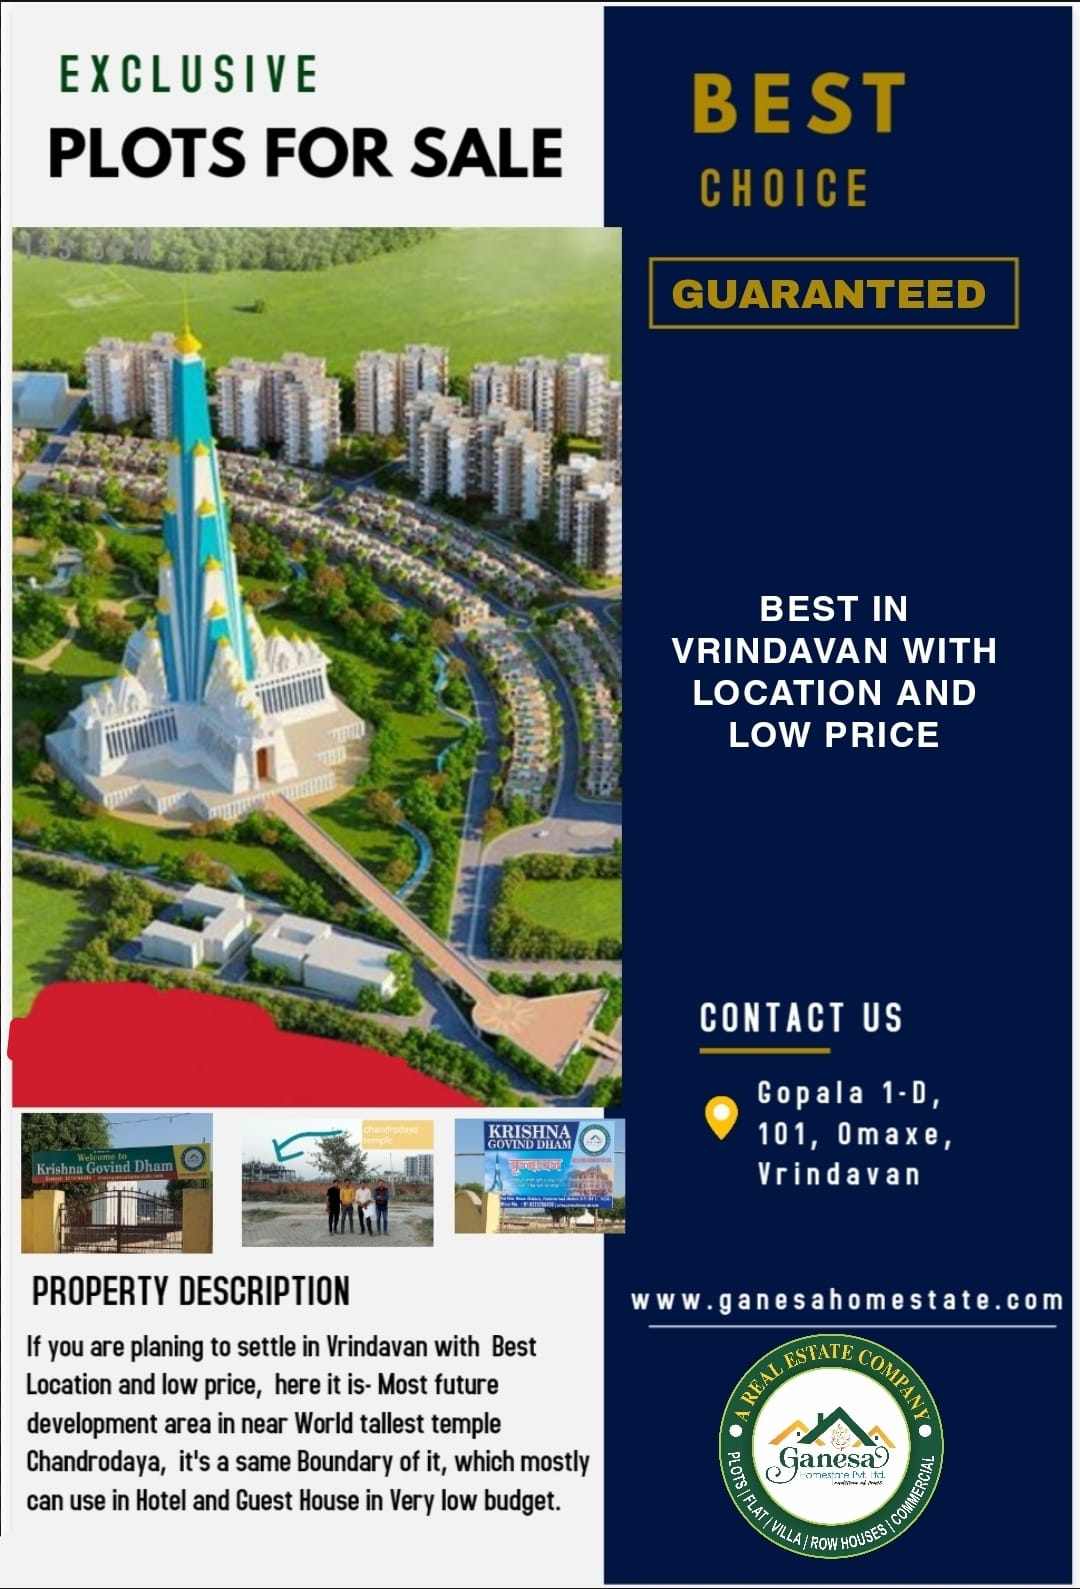 EXCLUSIVE
PLOTS FOR SALE
BEST
CHOICE
GUARANTEED
BEST IN
VRINDAVAN WITH
LOCATION AND
LOW PRICE
CONTACT US
Gopala 1-D,
101, Omaxe,
Vrindavan
www.ganesahomestate.com
Welcome to
Krishna Govind Dham
chandrodaya
temple
KRISHNA
GOVIND DHAM
वृन्दावन
PROPERTY DESCRIPTION
If you are planing to settle in Vrindavan with Best
Location and low price, here it is- Most future
development area in near World tallest temple
Chandrodaya, it's a same Boundary of it, which mostly
can use in Hotel and Guest House in Very low budget.
A REAL ESTATE COMPANY
Ganesa
Homestate Pvt. Ltd.
PLOTS | FLAT | VILLA | ROW HOUSES | COMMERCIAL